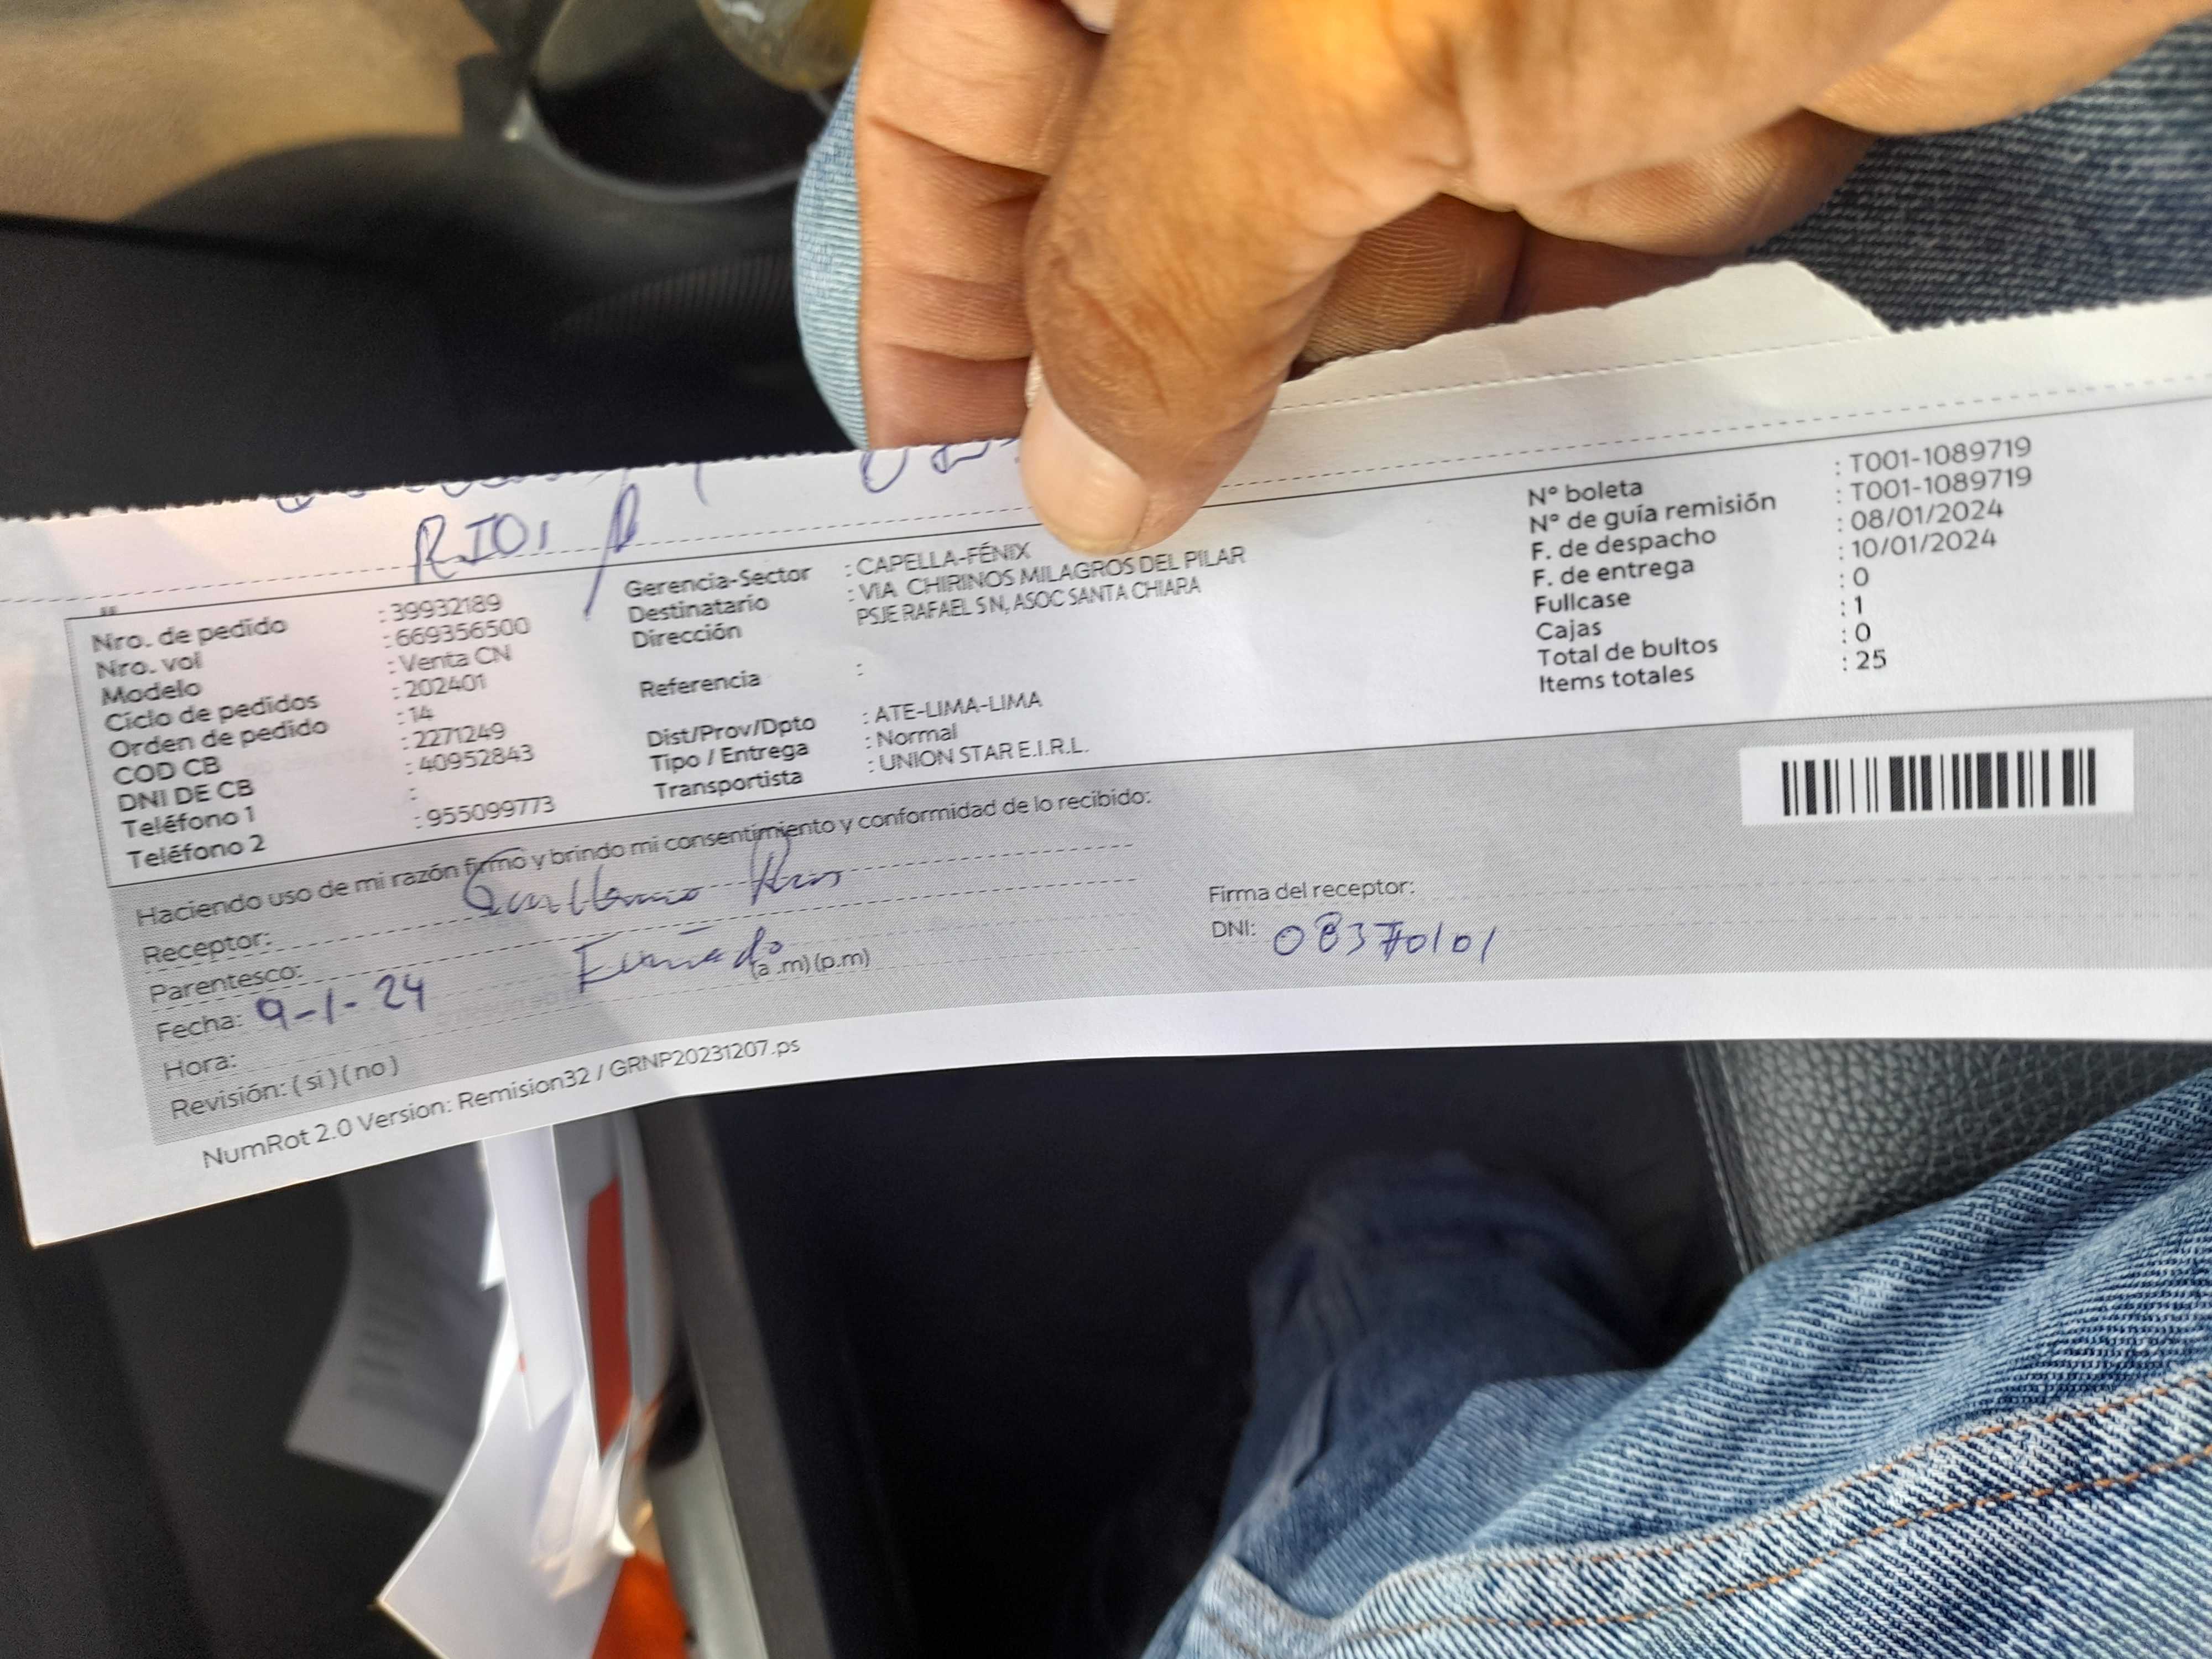 RIOS
Nro. de pedido : 39932189
Nro. vol : 669356500
Modelo : Venta CN
Ciclo de pedidos : 202401
Orden de pedido : 14
COD CB : 2271249
DNI DE CB : 40952843
Teléfono 1 :
Teléfono 2 : 955099773
Gerencia-Sector : CAPELLA-FÉNIX
Destinatario : VIA CHIRINOS MILAGROS DEL PILAR
Dirección PSJE RAFAEL S N, ASOC SANTA CHIARA
Referencia :
Dist/Prov/Dpto : ATE-LIMA-LIMA
Tipo / Entrega : Normal
Transportista : UNION STAR E.I.R.L.
N° boleta : T001-1089719
N° de guía remisión : T001-1089719
F. de despacho : 08/01/2024
F. de entrega : 10/01/2024
Fullcase : 0
Cajas : 1
Total de bultos : 0
Items totales : 25
Haciendo uso de mi razón firmo y brindo mi consentimiento y conformidad de lo recibido:
Receptor: Guillermo Rios
Parentesco:
Fecha: 9-1-24
Hora: (a .m) (p.m)
Revisión: ( si ) ( no )
Firma del receptor:
DNI: 08370101
NumRot 2.0 Version: Remision32 / GRNP20231207.ps